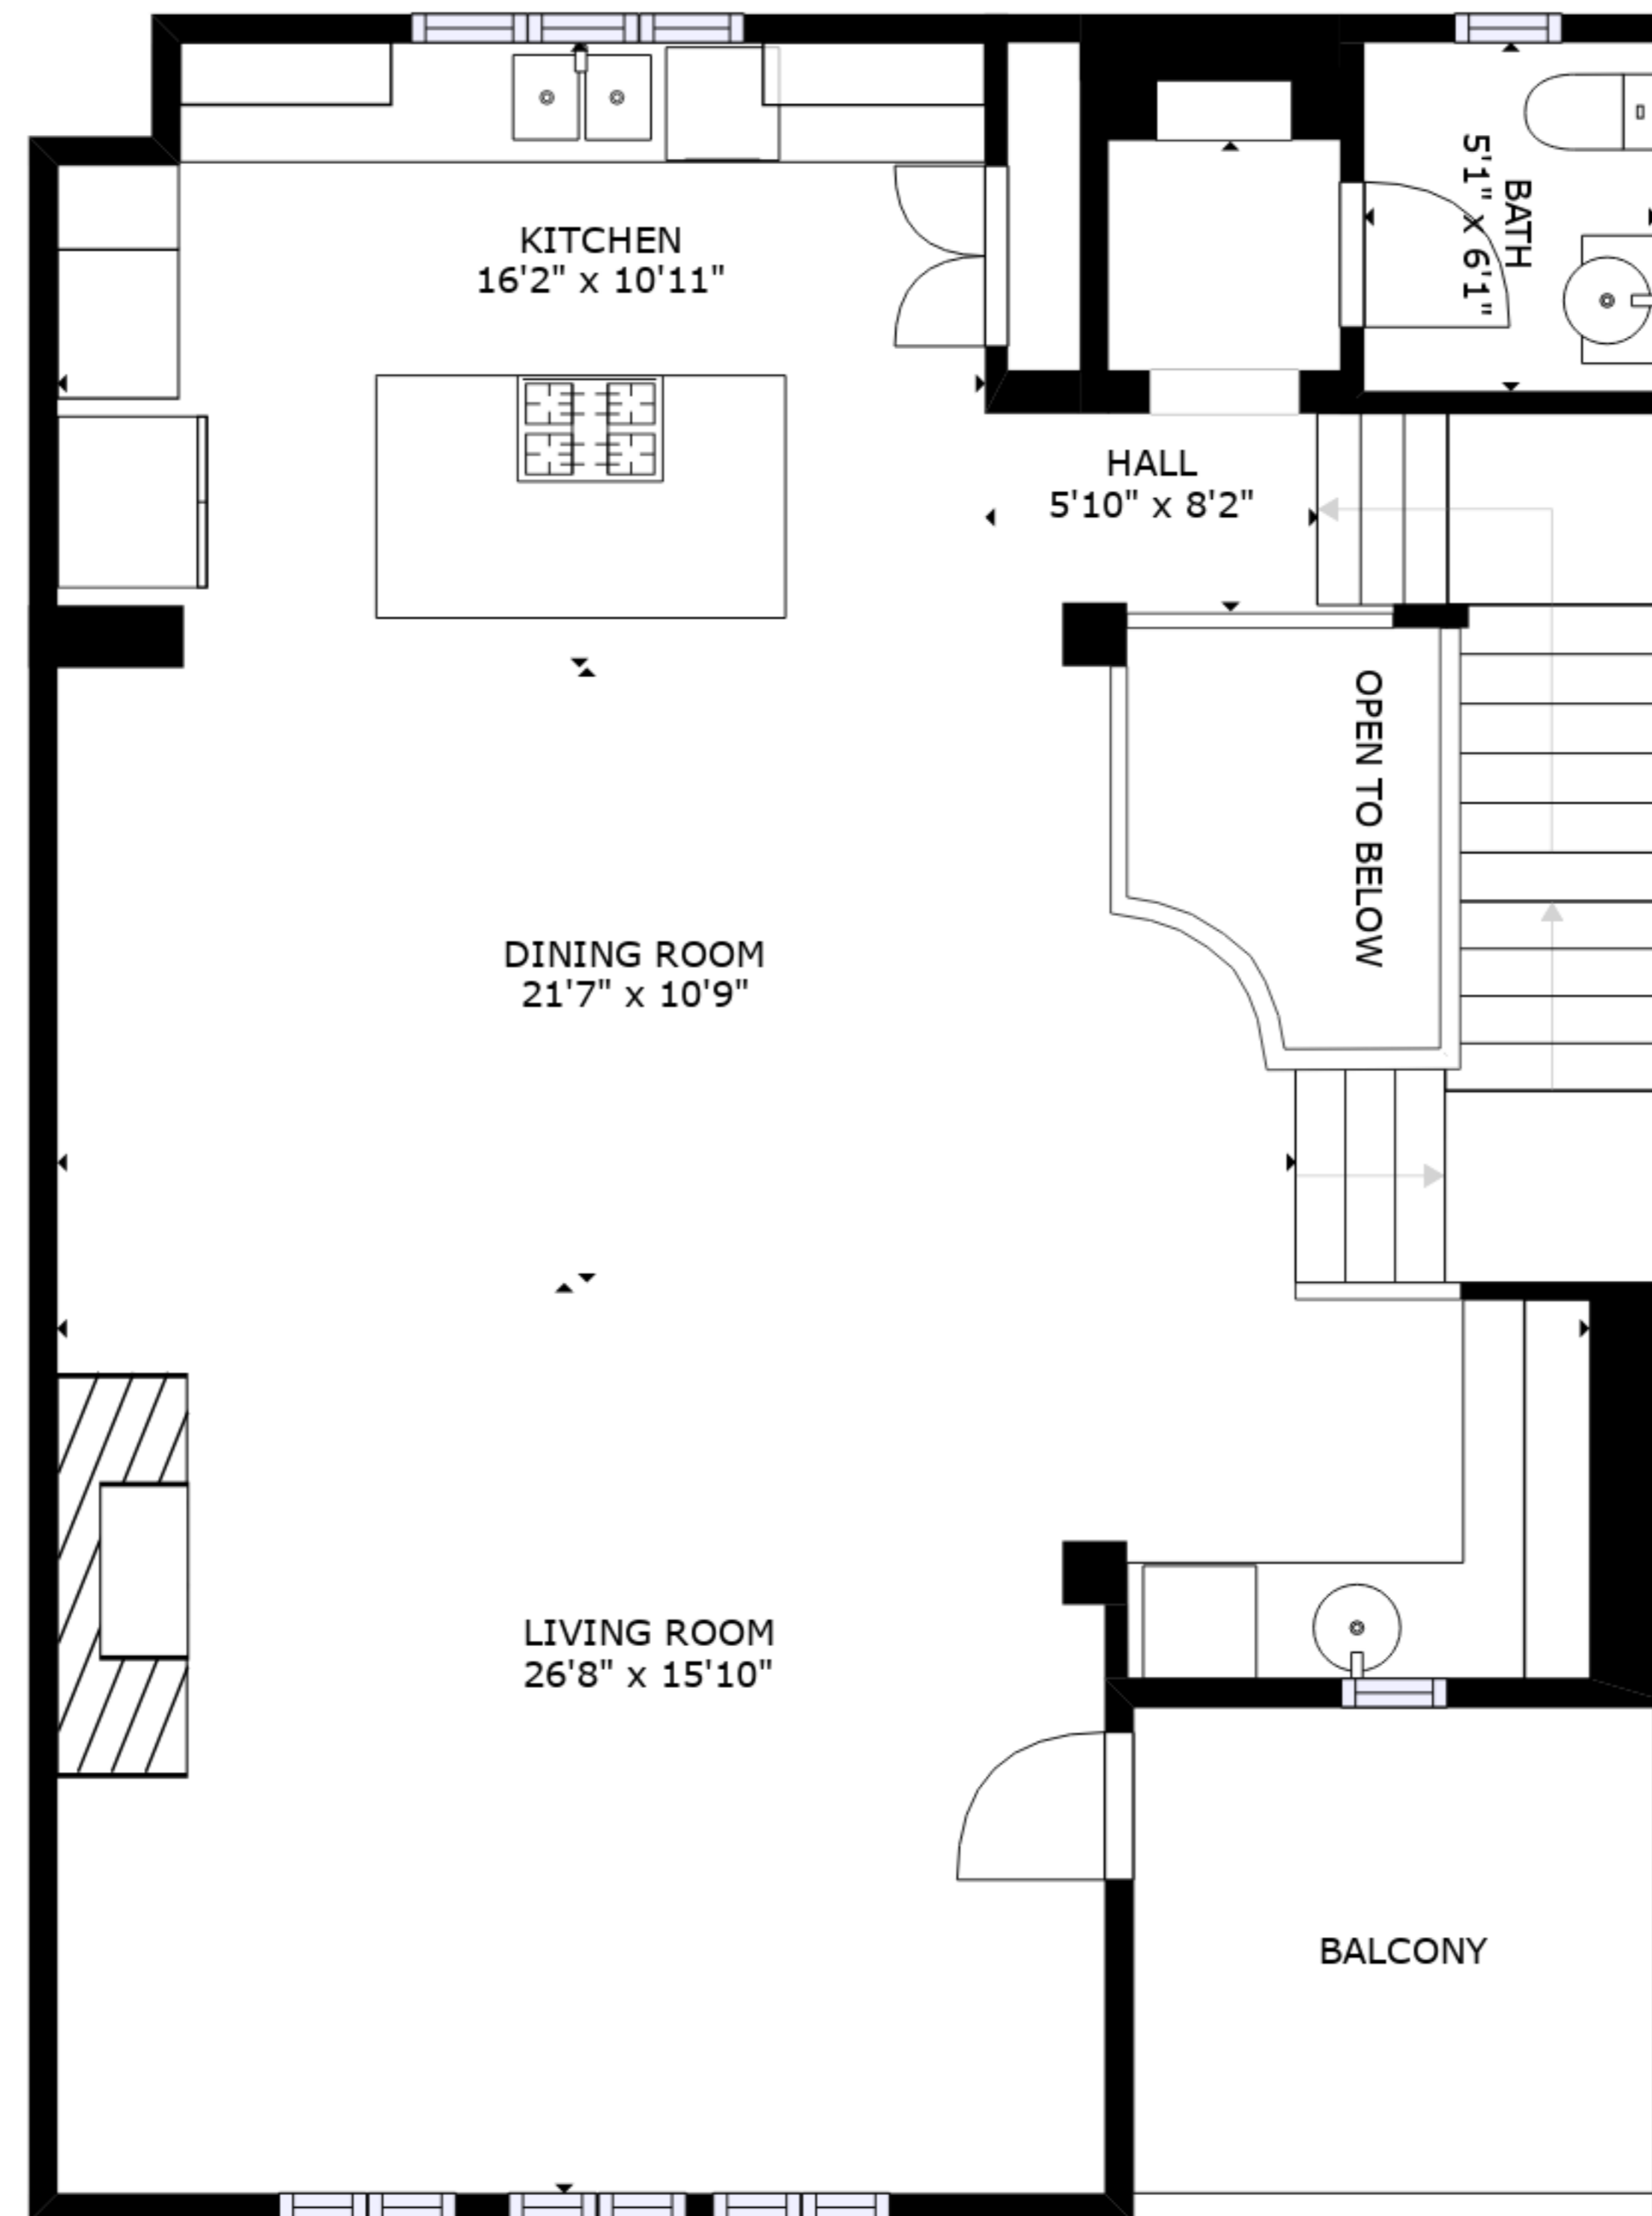 KITCHEN
16'2" x 10'11"
BATH
5'1" x 6'1"
HALL
5'10" x 8'2"
OPEN TO BELOW
DINING ROOM
21'7" x 10'9"
LIVING ROOM
26'8" x 15'10"
BALCONY